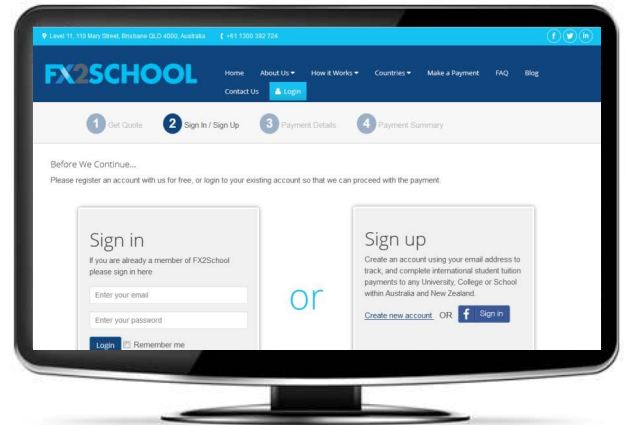 Level 11, 110 Mary Street, Brisbane QLD 4000, Australia +61 1300 392 724
FX2SCHOOL
Home About Us How it Works Countries Make a Payment FAQ Blog
Contact Us Login
1 Get Quote 2 Sign In / Sign Up 3 Payment Details 4 Payment Summary
Before We Continue...
Please register an account with us for free, or login to your existing account so that we can proceed with the payment.
Sign in
If you are already a member of FX2School
please sign in here
Enter your email
Enter your password
Login Remember me
or
Sign up
Create an account using your email address to
track, and complete international student tuition
payments to any University, College or School
within Australia and New Zealand.
Create new account OR f Sign in